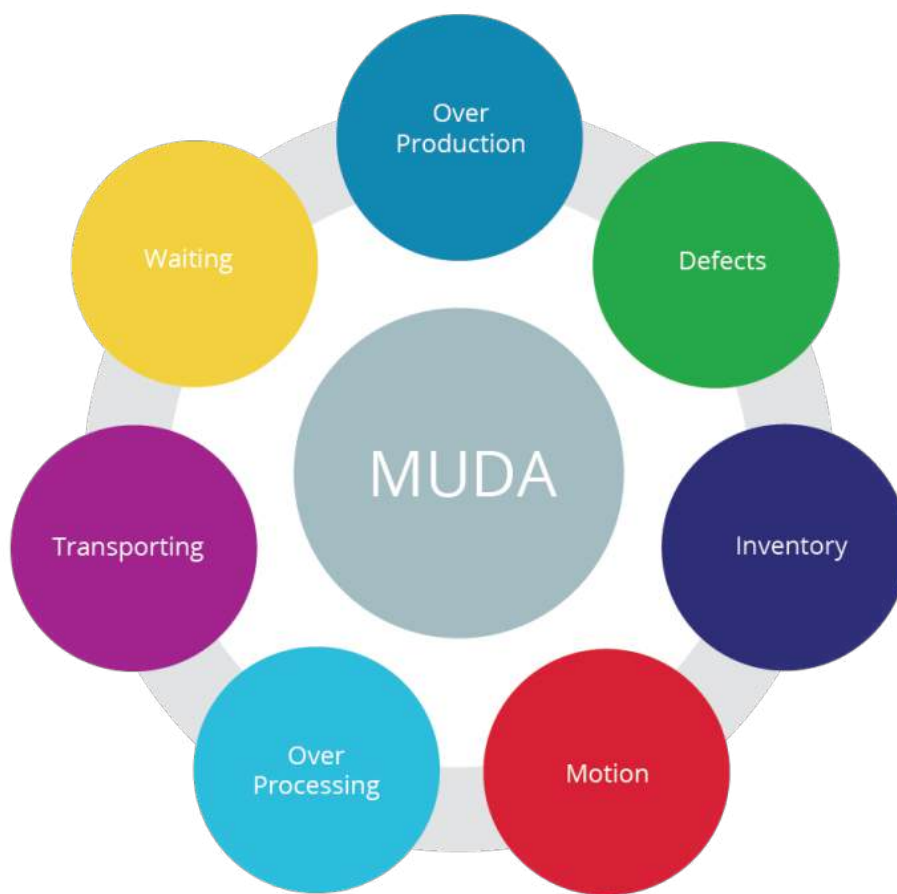 Over
Production
Waiting
Defects
MUDA
Transporting
Inventory
Over
Processing
Motion